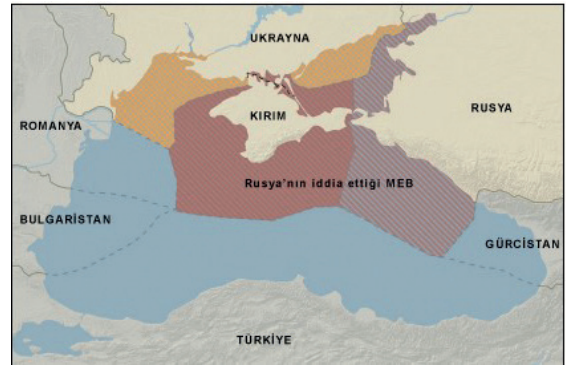 UKRAYNA
ROMANYA
KIRIM
RUSYA
Rusya'nın iddia ettiği MEB
BULGARİSTAN
GÜRCİSTAN
TÜRKİYE